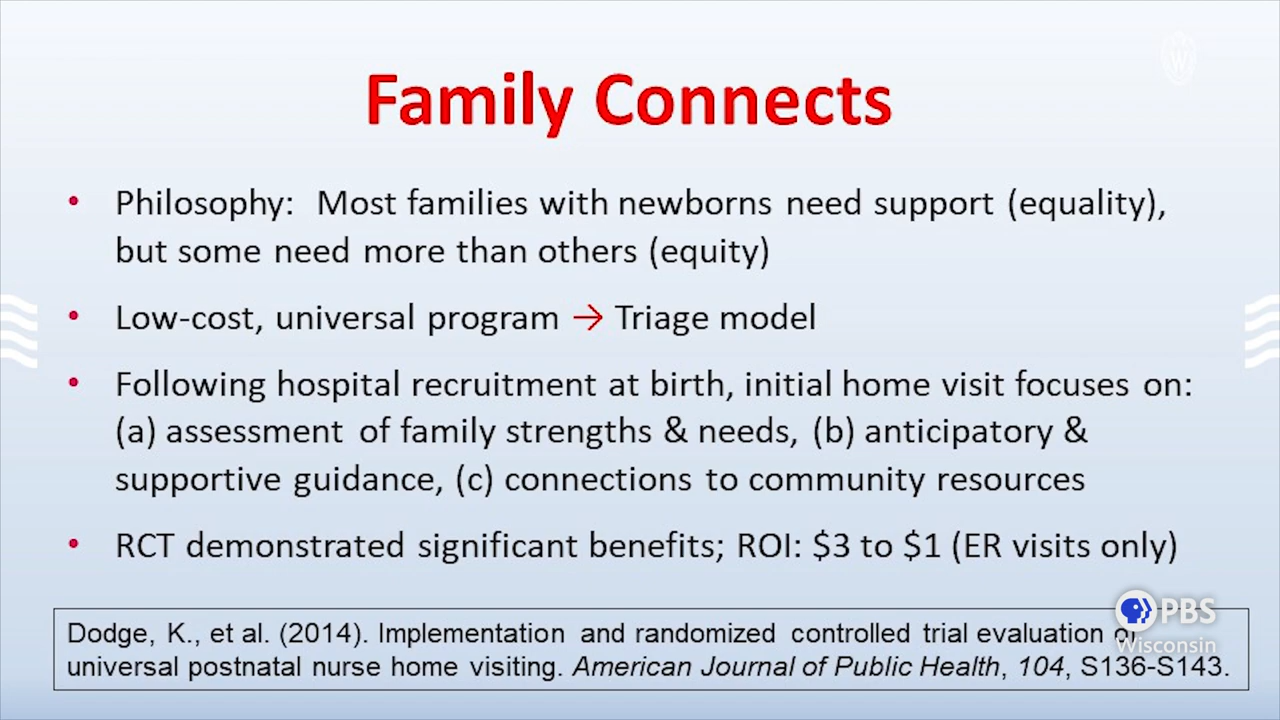 W
Family Connects
• Philosophy: Most families with newborns need support (equality),
but some need more than others (equity)
• Low-cost, universal program → Triage model
• Following hospital recruitment at birth, initial home visit focuses on:
(a) assessment of family strengths & needs, (b) anticipatory &
supportive guidance, (c) connections to community resources
• RCT demonstrated significant benefits; ROI: $3 to $1 (ER visits only)
PBS
Wisconsin
Dodge, K., et al. (2014). Implementation and randomized controlled trial evaluation of
universal postnatal nurse home visiting. American Journal of Public Health, 104, S136-S143.